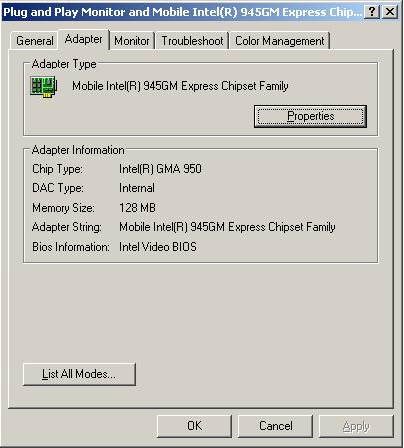 Plug and Play Monitor and Mobile Intel(R) 945GM Express Chip... ? X
General Adapter Monitor Troubleshoot Color Management
Adapter Type
Mobile Intel(R) 945GM Express Chipset Family
Properties
Adapter Information
Chip Type: Intel(R) GMA 950
DAC Type: Internal
Memory Size: 128 MB
Adapter String: Mobile Intel(R) 945GM Express Chipset Family
Bios Information: Intel Video BIOS
List All Modes...
OK Cancel Apply